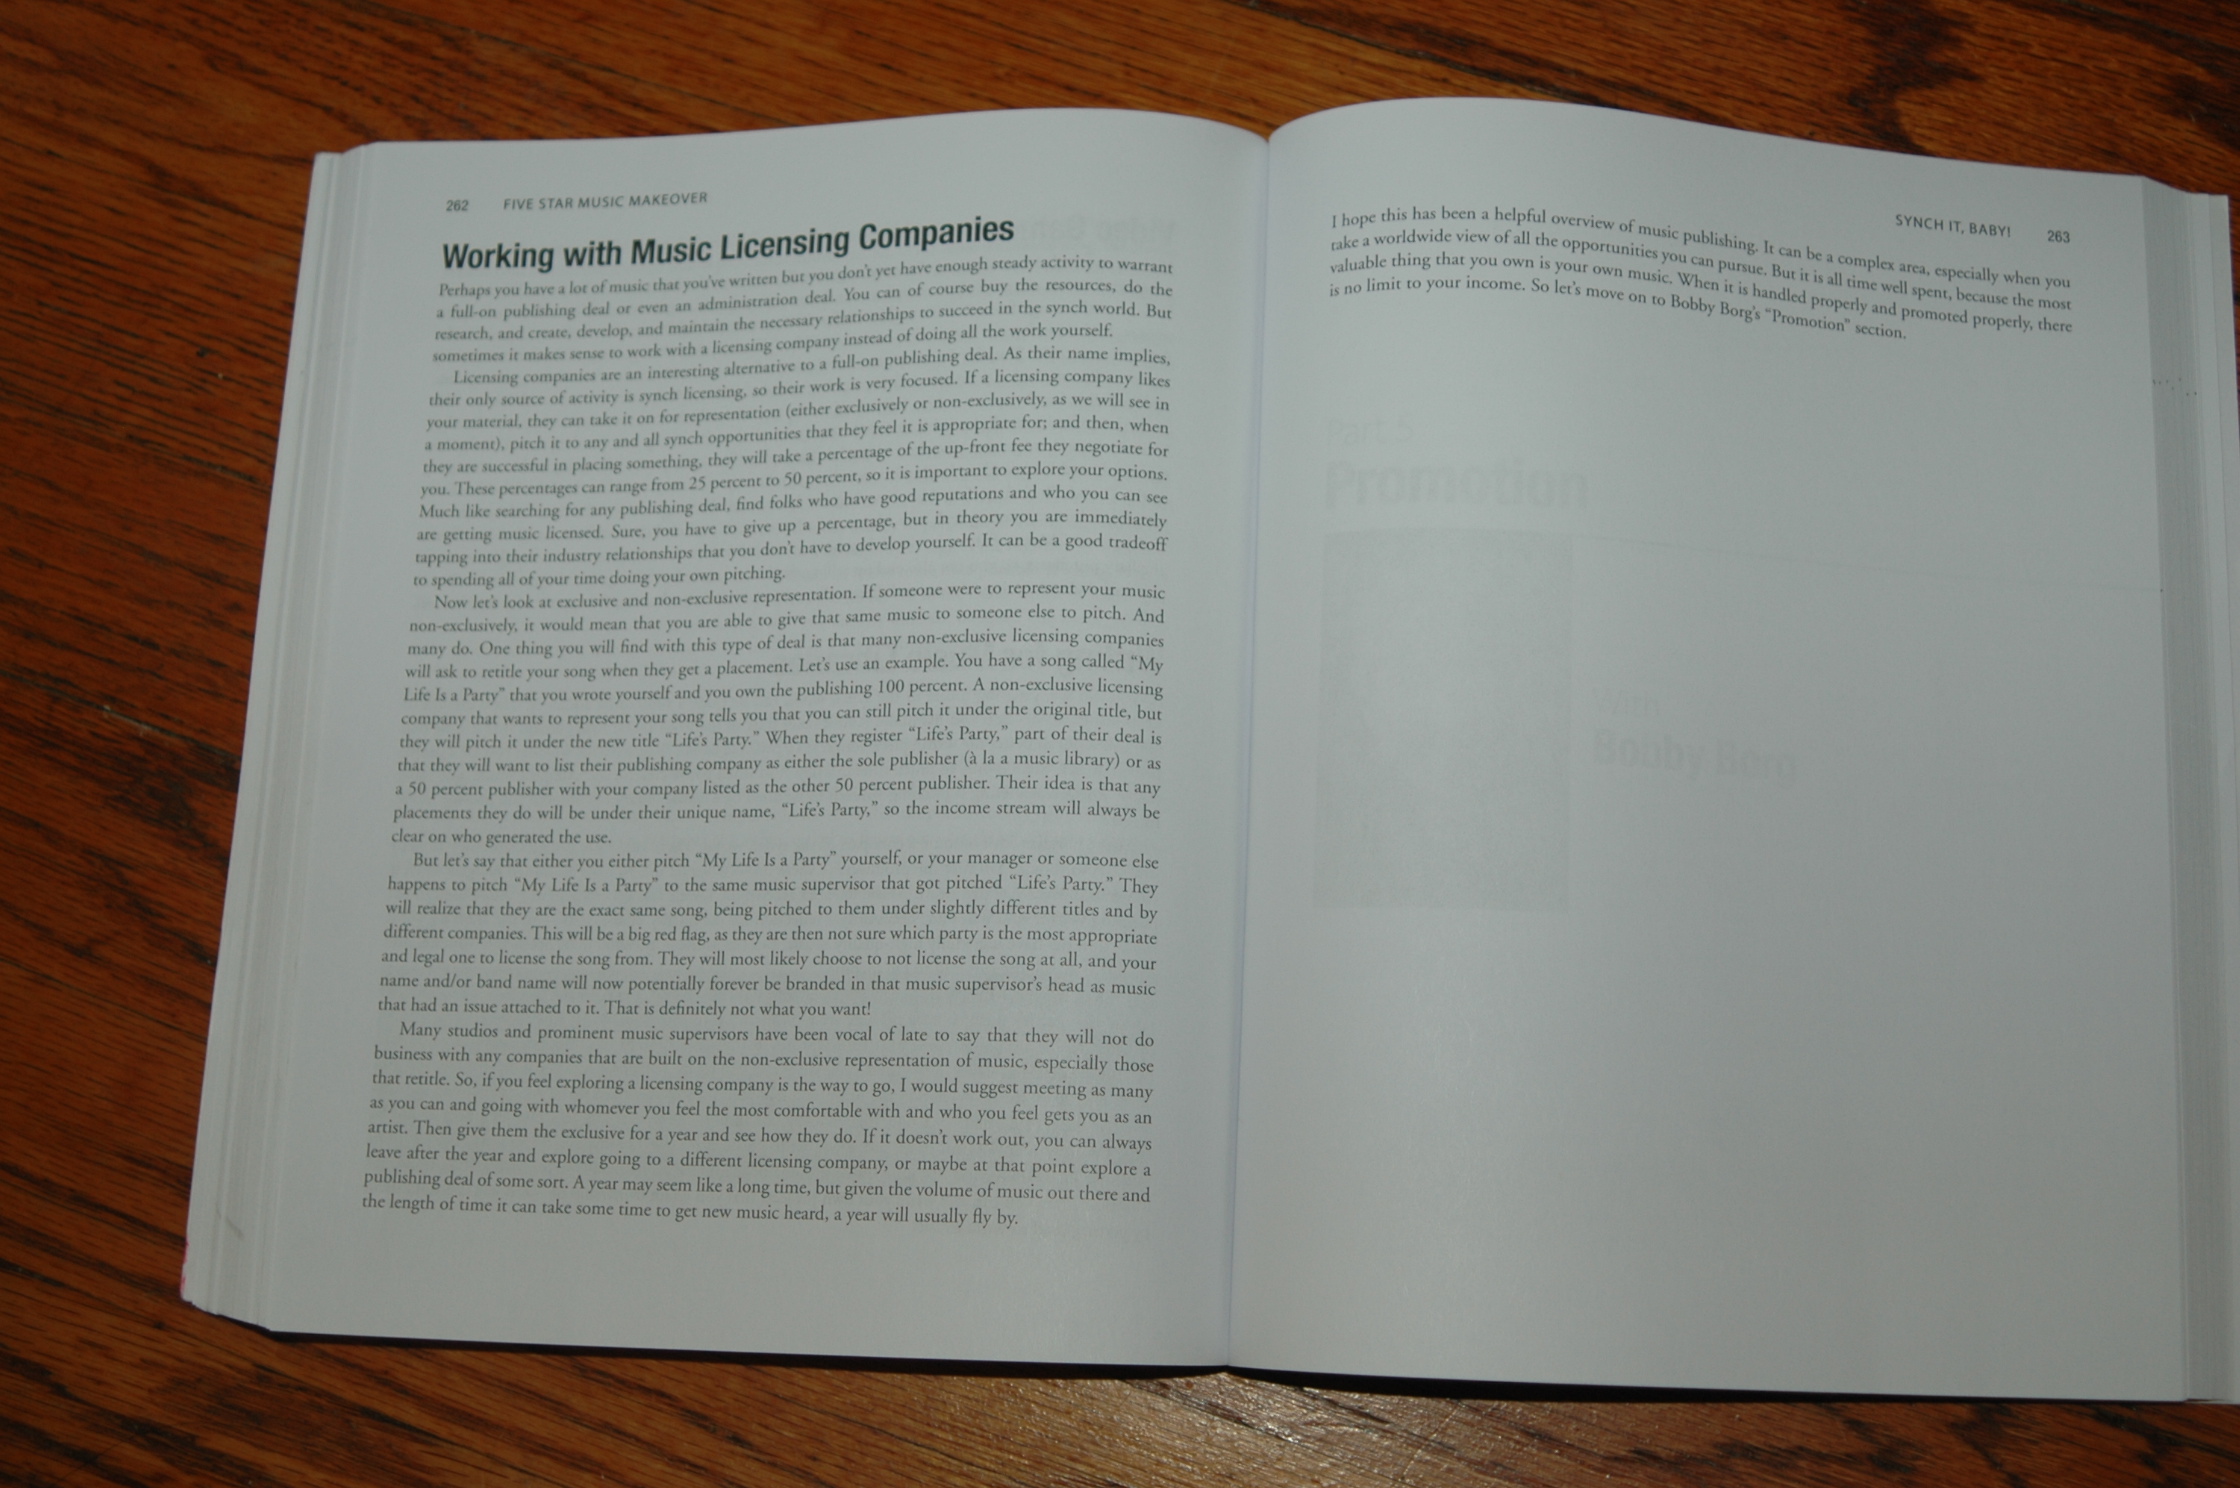 262 FIVE STAR MUSIC MAKEOVER
Working with Music Licensing Companies
Perhaps you have a lot of music that you've written but you don't yet have enough steady activity to warrant
a full-on publishing deal or even an administration deal. You can of course buy the resources, do the
research, and create, develop, and maintain the necessary relationships to succeed in the synch world. But
sometimes it makes sense to work with a licensing company instead of doing all the work yourself.
Licensing companies are an interesting alternative to a full-on publishing deal. As their name implies,
their only source of activity is synch licensing, so their work is very focused. If a licensing company likes
your material, they can take it on for representation (either exclusively or non-exclusively, as we will see in
a moment), pitch it to any and all synch opportunities that they feel it is appropriate for; and then, when
they are successful in placing something, they will take a percentage of the up-front fee they negotiate for
you. These percentages can range from 25 percent to 50 percent, so it is important to explore your options.
Much like searching for any publishing deal, find folks who have good reputations and who you can see
are getting music licensed. Sure, you have to give up a percentage, but in theory you are immediately
tapping into their industry relationships that you don't have to develop yourself. It can be a good tradeoff
to spending all of your time doing your own pitching.
Now let's look at exclusive and non-exclusive representation. If someone were to represent your music
non-exclusively, it would mean that you are able to give that same music to someone else to pitch. And
many do. One thing you will find with this type of deal is that many non-exclusive licensing companies
will ask to retitle your song when they get a placement. Let's use an example. You have a song called “My
Life Is a Party” that you wrote yourself and you own the publishing 100 percent. A non-exclusive licensing
company that wants to represent your song tells you that you can still pitch it under the original title, but
they will pitch it under the new title “Life's Party.” When they register “Life's Party,” part of their deal is
that they will want to list their publishing company as either the sole publisher (à la a music library) or as
a 50 percent publisher with your company listed as the other 50 percent publisher. Their idea is that any
placements they do will be under their unique name, “Life's Party,” so the income stream will always be
clear on who generated the use.
But let's say that either you either pitch “My Life Is a Party” yourself, or your manager or someone else
happens to pitch “My Life Is a Party” to the same music supervisor that got pitched “Life's Party.” They
will realize that they are the exact same song, being pitched to them under slightly different titles and by
different companies. This will be a big red flag, as they are then not sure which party is the most appropriate
and legal one to license the song from. They will most likely choose to not license the song at all, and your
name and/or band name will now potentially forever be branded in that music supervisor's head as music
that had an issue attached to it. That is definitely not what you want!
Many studios and prominent music supervisors have been vocal of late to say that they will not do
business with any companies that are built on the non-exclusive representation of music, especially those
that retitle. So, if you feel exploring a licensing company is the way to go, I would suggest meeting as many
as you can and going with whomever you feel the most comfortable with and who you feel gets you as an
artist. Then give them the exclusive for a year and see how they do. If it doesn't work out, you can always
leave after the year and explore going to a different licensing company, or maybe at that point explore a
publishing deal of some sort. A year may seem like a long time, but given the volume of music out there and
the length of time it can take some time to get new music heard, a year will usually fly by.
SYNCH IT, BABY! 263
I hope this has been a helpful overview of music publishing. It can be a complex area, especially when you
take a worldwide view of all the opportunities you can pursue. But it is all time well spent, because the most
valuable thing that you own is your own music. When it is handled properly and promoted properly, there
is no limit to your income. So let's move on to Bobby Borg's “Promotion” section.
Part
Promotion
with
Bobby Borg